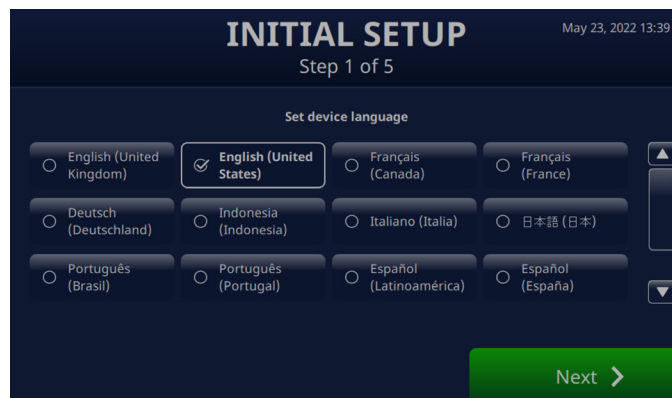 INITIAL SETUP
May 23, 2022 13:39
Step 1 of 5
Set device language
English (United
Kingdom)
English (United
States)
Français
(Canada)
Français
(France)
Deutsch
(Deutschland)
Indonesia
(Indonesia)
Italiano (Italia)
日本語 (日本)
Português
(Brasil)
Português
(Portugal)
Español
(Latinoamérica)
Español
(España)
Next